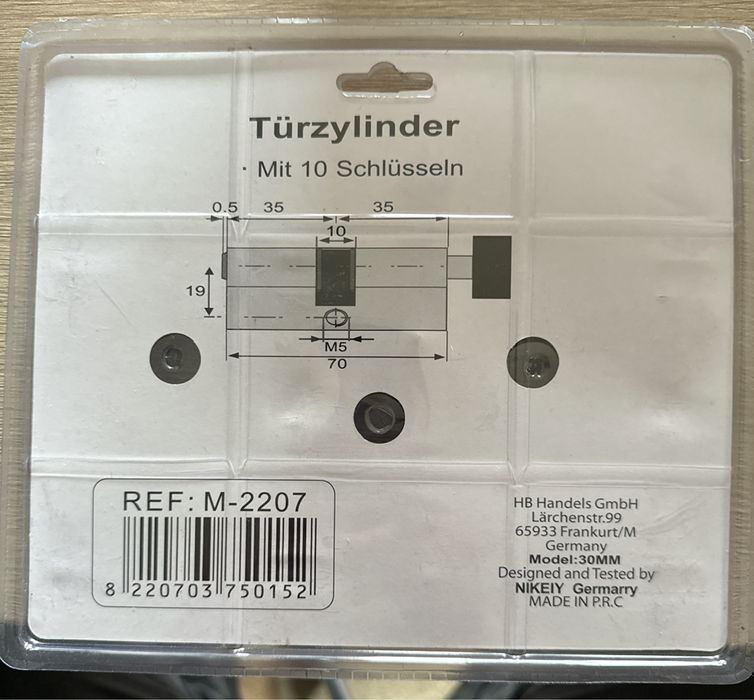 Türzylinder
· Mit 10 Schlüsseln
0.5 35 35
10
19
M5
70
REF: M-2207
8 220703 750152
HB Handels GmbH
Lärchenstr.99
65933 Frankurt/M
Germany
Model:30MM
Designed and Tested by
NIKEIY Germarry
MADE IN P.R.C